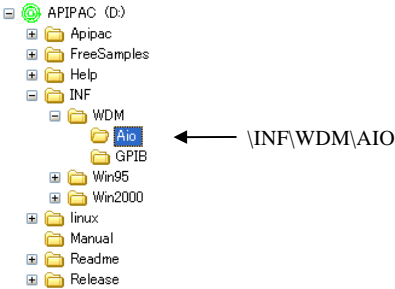 APIPAC (D:)
Apipac
FreeSamples
Help
INF
WDM
Aio
\INF\WDM\AIO
GPIB
Win95
Win2000
linux
Manual
Readme
Release